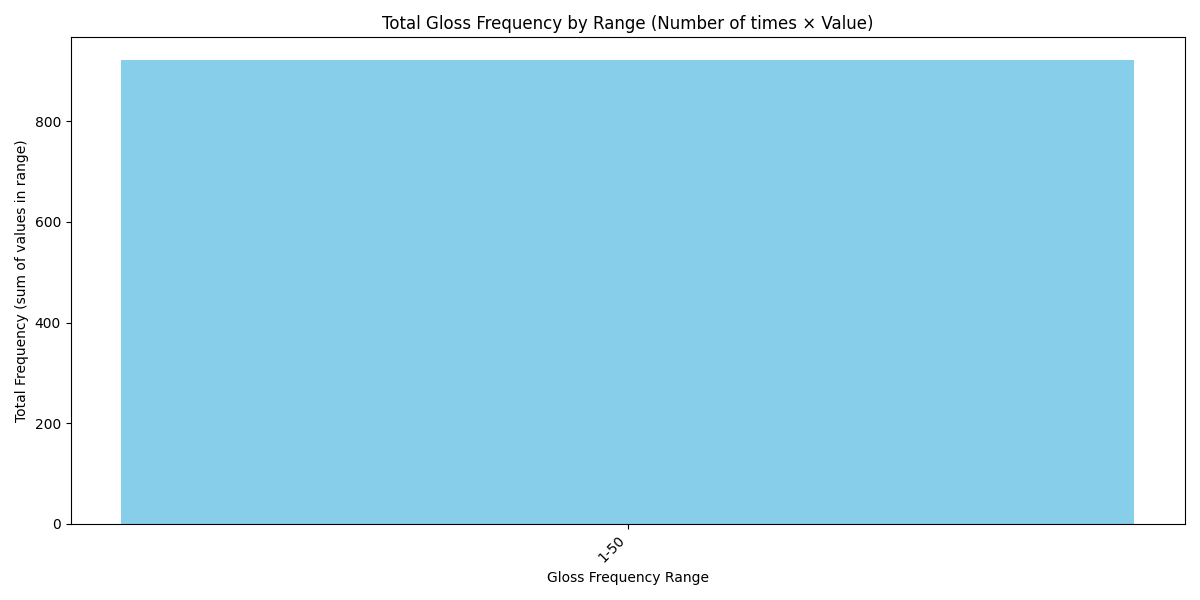 Total Gloss Frequency by Range (Number of times × Value)
Total Frequency (sum of values in range)
800
600
400
200
0
1-50
Gloss Frequency Range